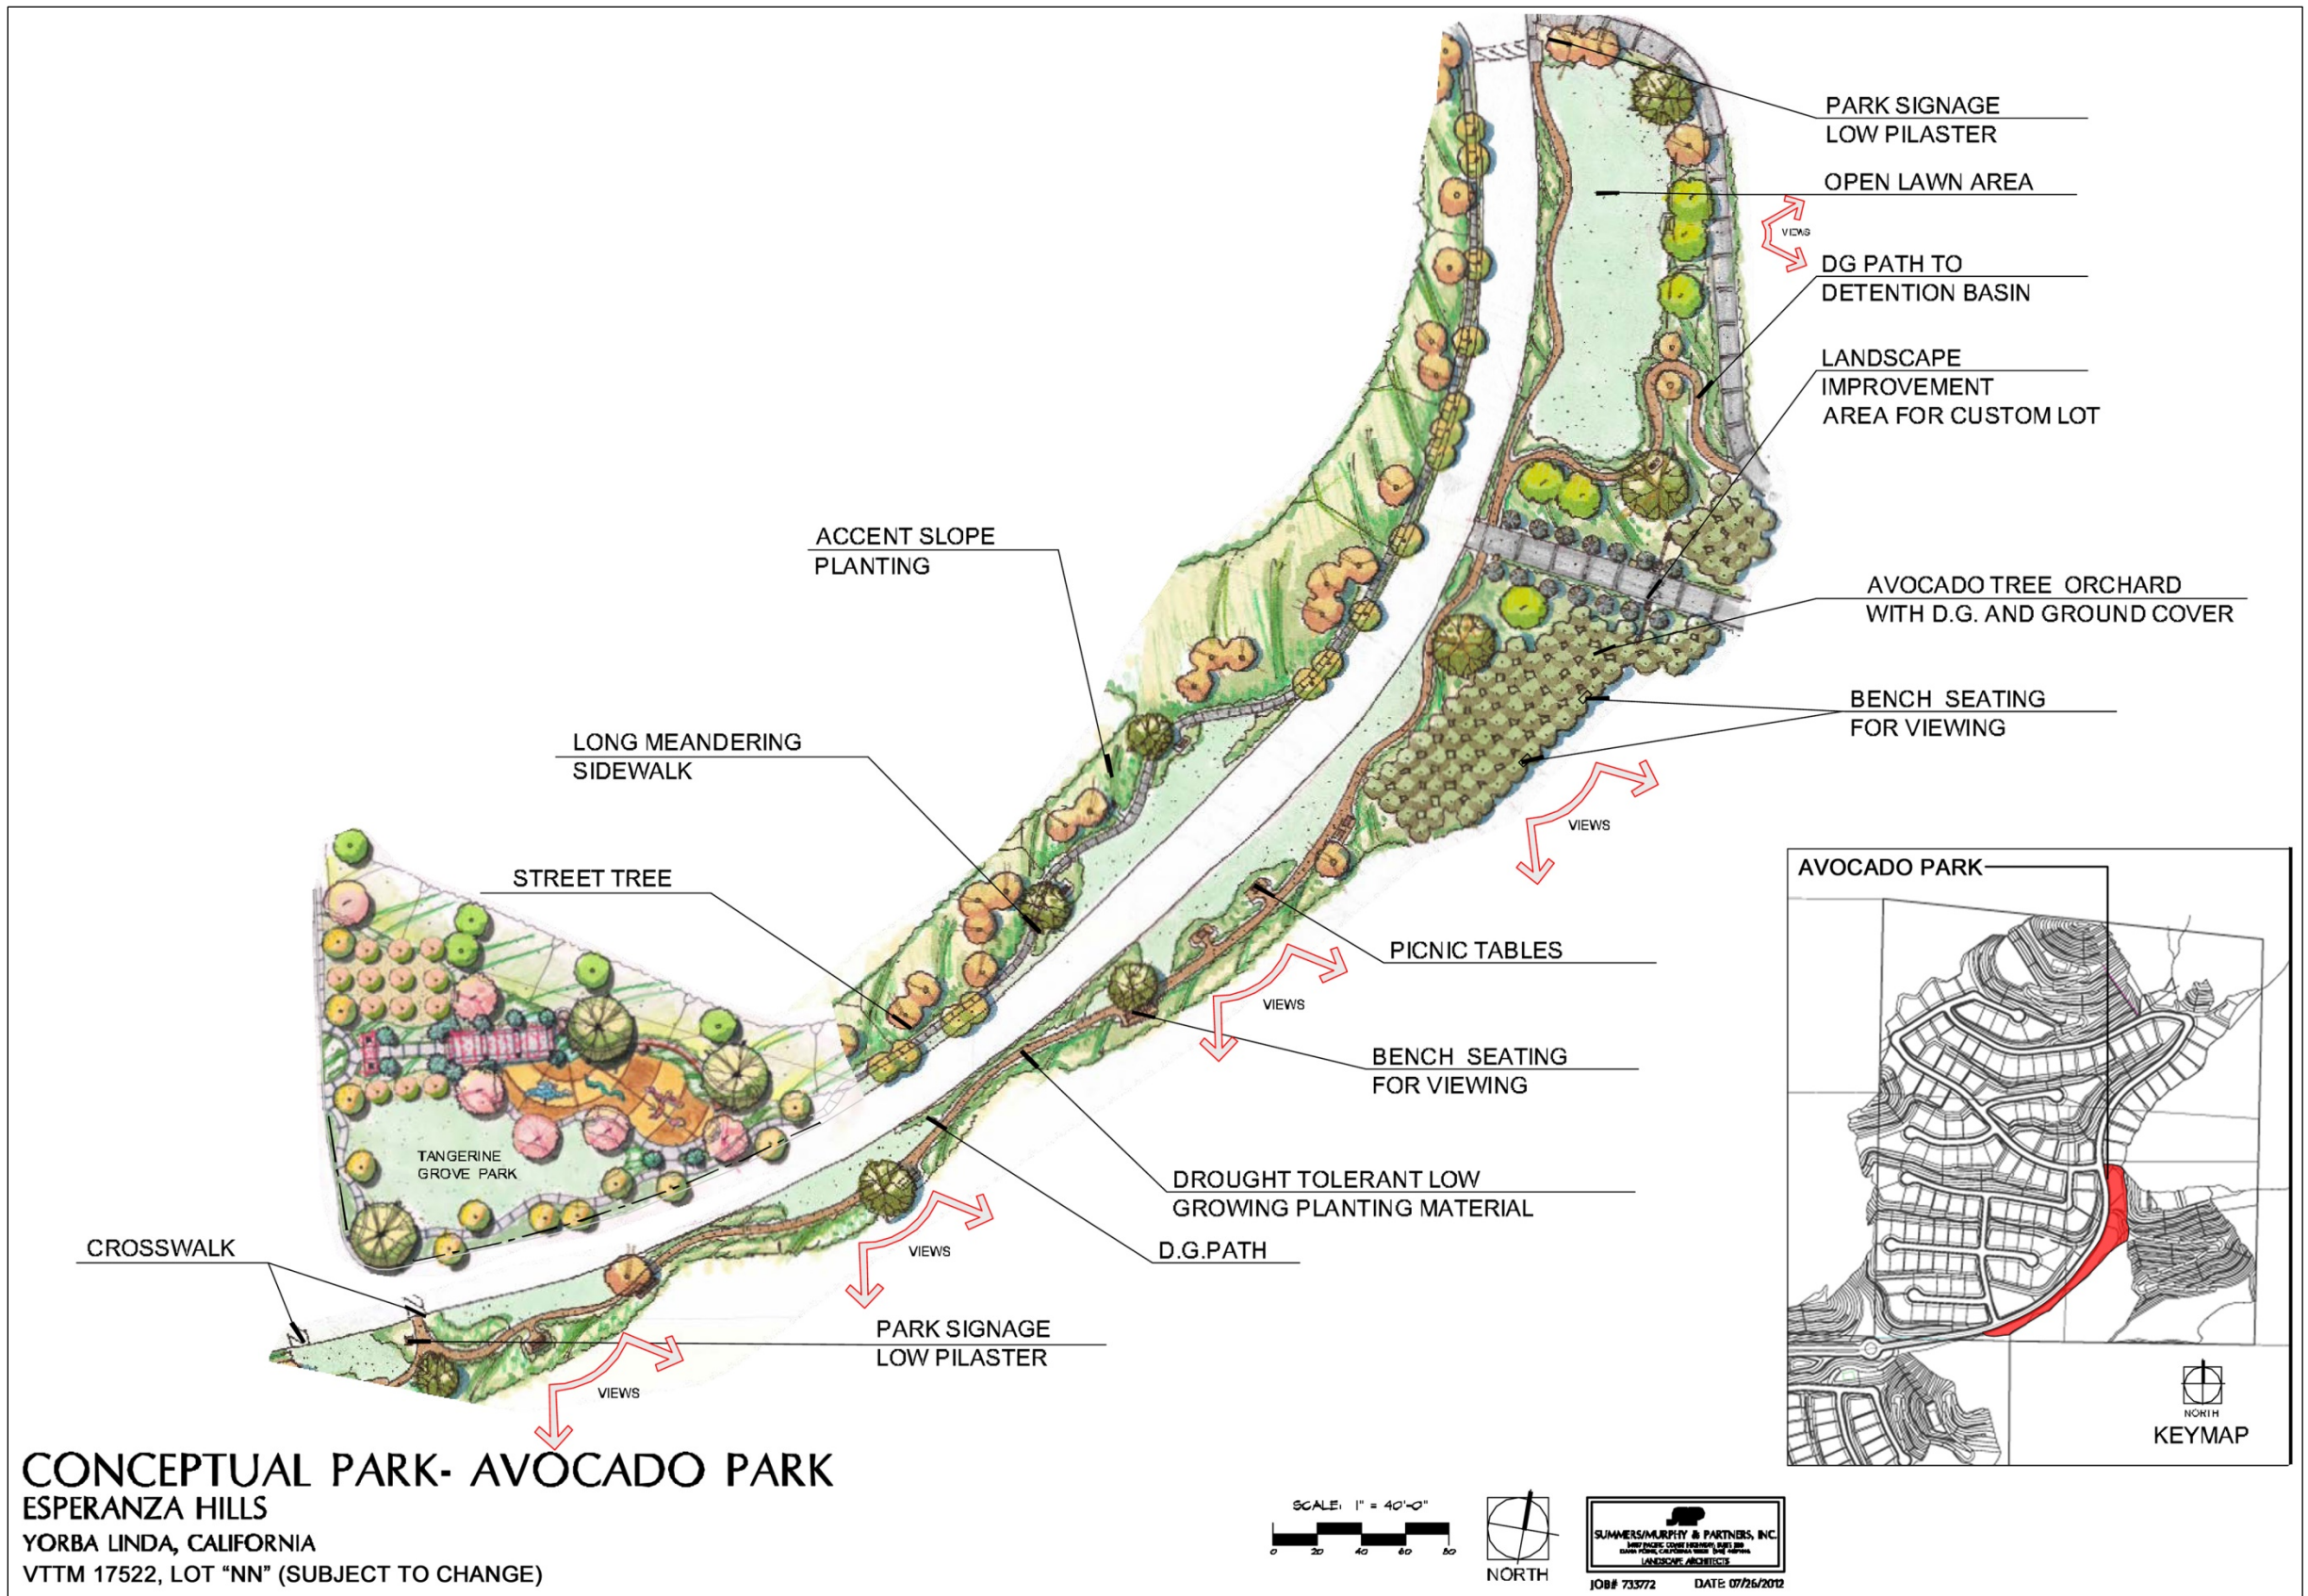 PARK SIGNAGE
LOW PILASTER
OPEN LAWN AREA
VIEWS
DG PATH TO
DETENTION BASIN
LANDSCAPE
IMPROVEMENT
AREA FOR CUSTOM LOT
ACCENT SLOPE
PLANTING
AVOCADO TREE ORCHARD
WITH D.G. AND GROUND COVER
BENCH SEATING
FOR VIEWING
LONG MEANDERING
SIDEWALK
VIEWS
STREET TREE
AVOCADO PARK
PICNIC TABLES
VIEWS
BENCH SEATING
FOR VIEWING
TANGERINE
GROVE PARK
DROUGHT TOLERANT LOW
GROWING PLANTING MATERIAL
CROSSWALK
VIEWS
D.G.PATH
PARK SIGNAGE
LOW PILASTER
VIEWS
NORTH
KEYMAP
CONCEPTUAL PARK- AVOCADO PARK
ESPERANZA HILLS
YORBA LINDA, CALIFORNIA
VTTM 17522, LOT “NN” (SUBJECT TO CHANGE)
SCALE: 1" = 40'-0"
0 20 40 60 80
NORTH
SUMMERS/MURPHY & PARTNERS, INC.
LANDSCAPE ARCHITECTS
JOB# 733772 DATE: 07/26/2012